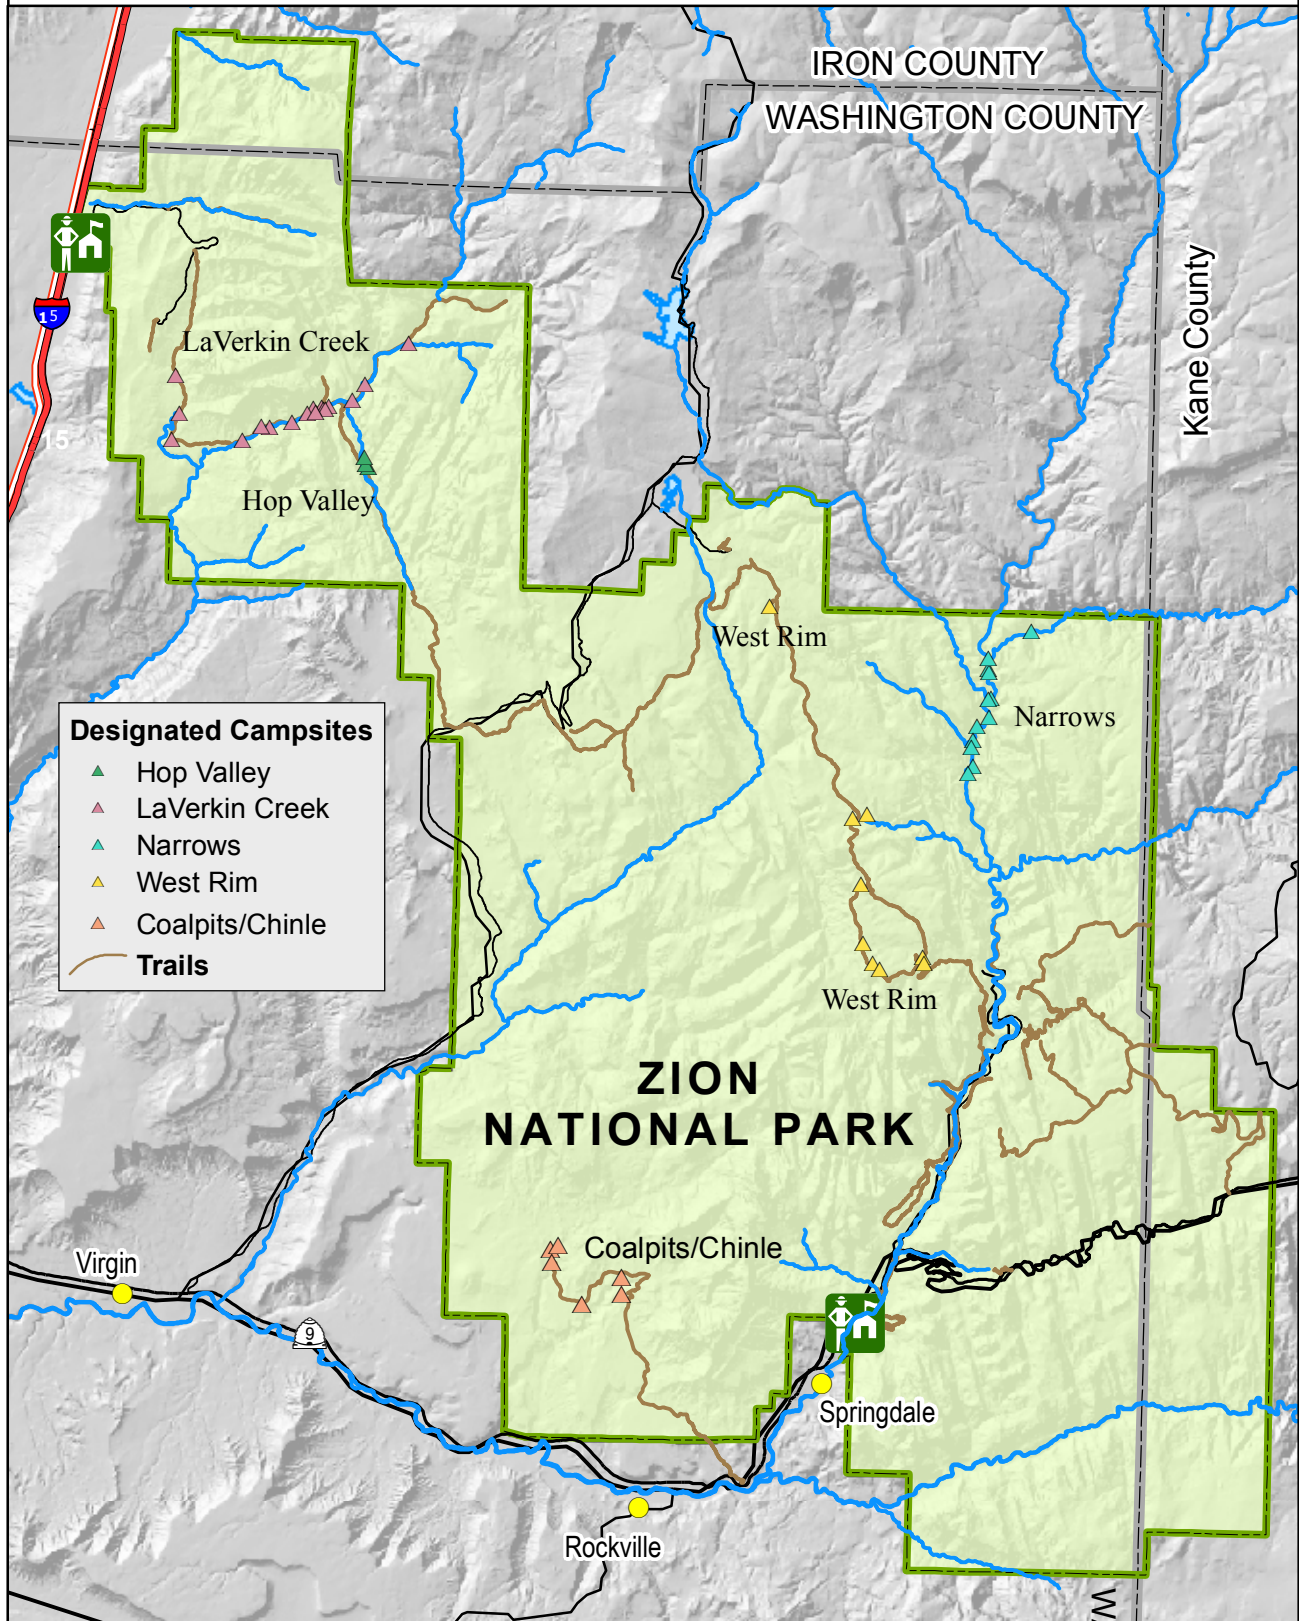 IRON COUNTY
WASHINGTON COUNTY
Kane County
15
LaVerkin Creek
15
Hop Valley
West Rim
Narrows
Designated Campsites
Hop Valley
LaVerkin Creek
Narrows
West Rim
Coalpits/Chinle
Trails
West Rim
ZION
NATIONAL PARK
Coalpits/Chinle
Virgin
9
Springdale
Rockville
W